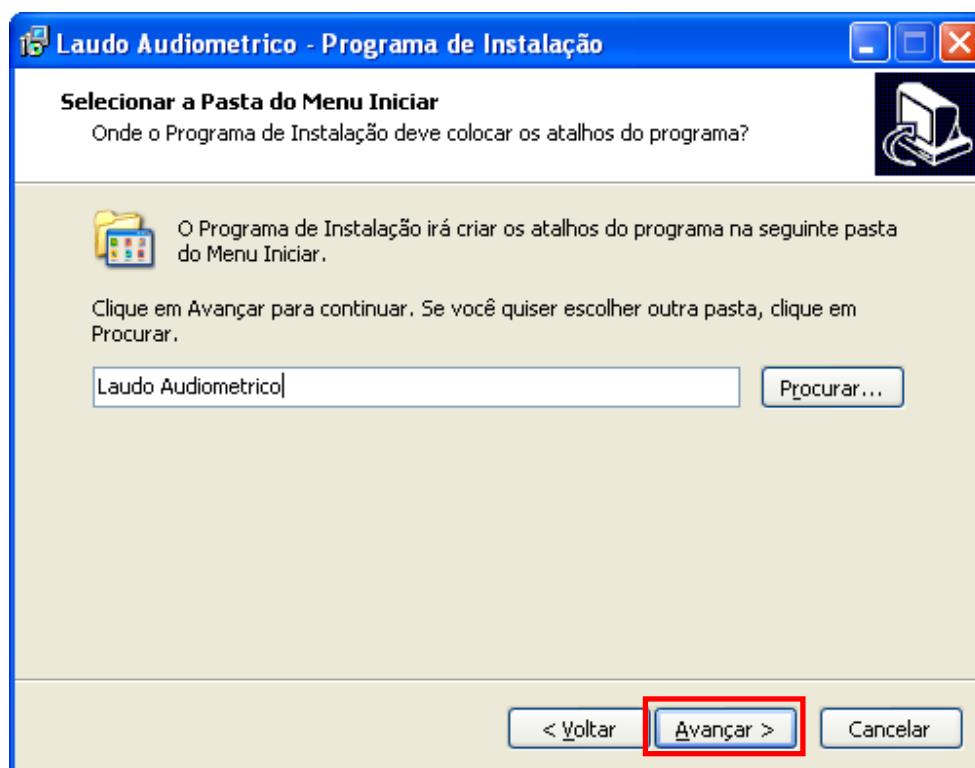 Laudo Audiometrico - Programa de Instalação
Selecionar a Pasta do Menu Iniciar
Onde o Programa de Instalação deve colocar os atalhos do programa?
O Programa de Instalação irá criar os atalhos do programa na seguinte pasta
do Menu Iniciar.
Clique em Avançar para continuar. Se você quiser escolher outra pasta, clique em
Procurar.
Laudo Audiometrico
Procurar...
< Voltar
Avançar >
Cancelar